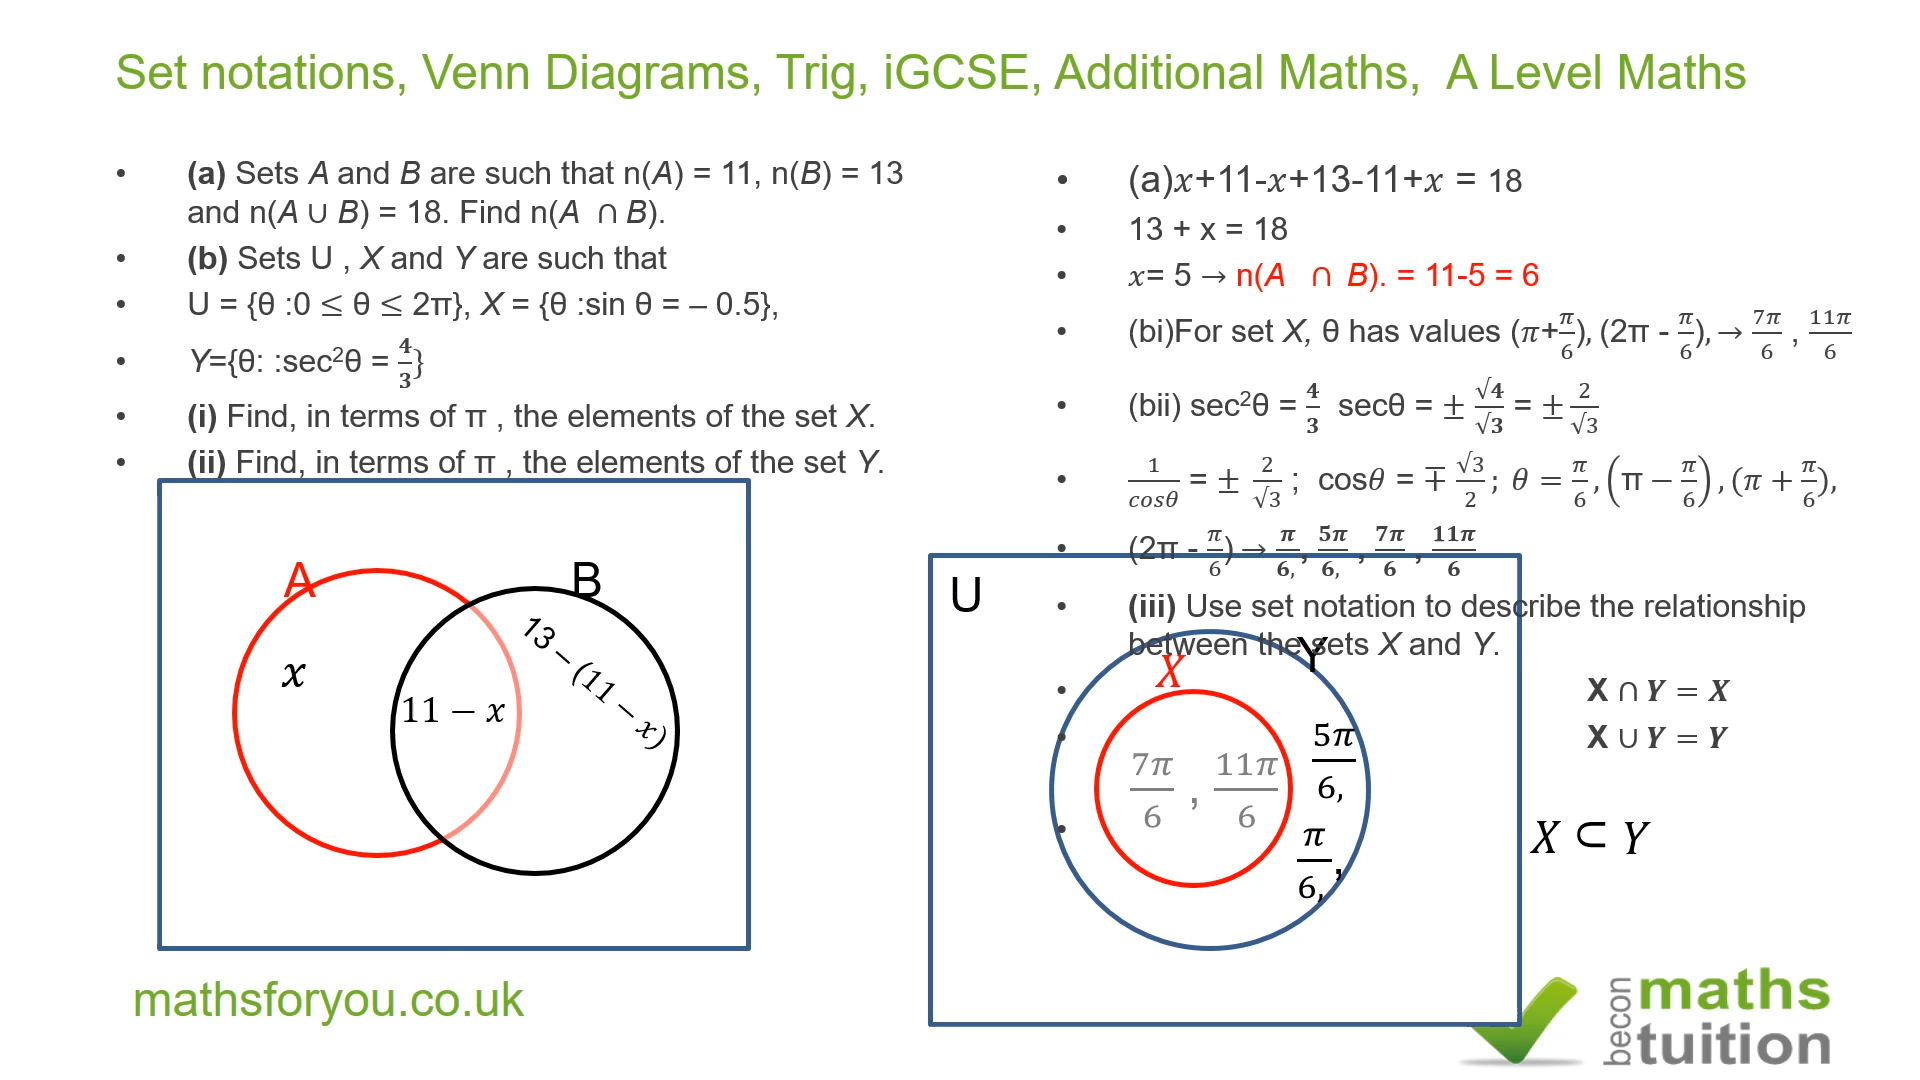 Set notations, Venn Diagrams, Trig, iGCSE, Additional Maths,  A Level Maths
• (a) Sets A and B are such that n(A) = 11, n(B) = 13
and n(A ∪ B) = 18. Find n(A ∩ B).
• (b) Sets U , X and Y are such that
• U = {θ :0 ≤ θ ≤ 2π}, X = {θ :sin θ = – 0.5},
• Y={θ: :sec²θ = 4/3}
• (i) Find, in terms of π , the elements of the set X.
• (ii) Find, in terms of π , the elements of the set Y.
A
B
x
11 − x
13 − (11 − x)
mathsforyou.co.uk
• (a)x+11-x+13-11+x = 18
• 13 + x = 18
• x= 5 → n(A ∩ B). = 11-5 = 6
• (bi)For set X, θ has values (π+π/6), (2π - π/6), → 7π/6 , 11π/6
• (bii) sec²θ = 4/3 secθ = ± √4/√3 = ± 2/√3
• 1/cosθ = ± 2/√3 ; cosθ = ∓ √3/2 ; θ = π/6 , (π − π/6) , (π + π/6),
• (2π - π/6) → π/6, , 5π/6, , 7π/6 , 11π/6
• (iii) Use set notation to describe the relationship
between the sets X and Y.
• X ∩ Y = X
• X ∪ Y = Y
• X ⊂ Y
U
Y
X
7π/6 , 11π/6
5π/6,
π/6, ,
becon
maths
tuition